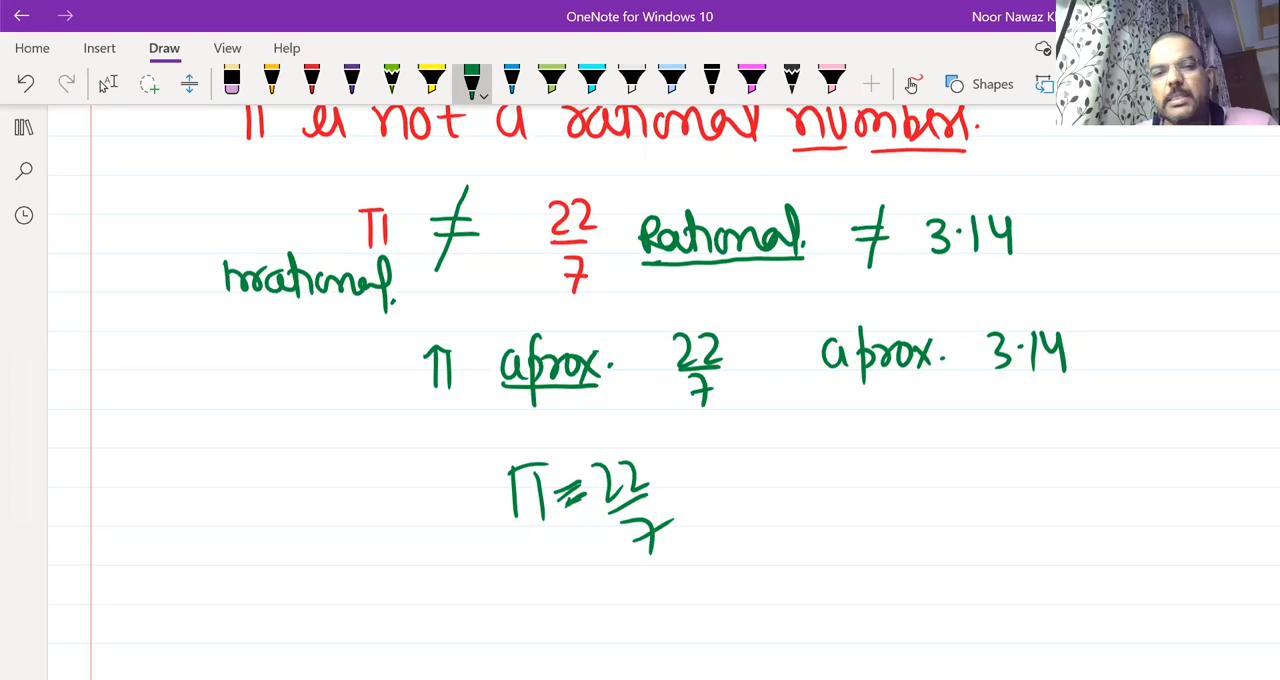 OneNote for Windows 10
Noor Nawaz Kh
Home Insert Draw View Help
Shapes
π is not a rational number.
π ≠ 22/7 Rational. ≠ 3.14
Irrational.
π aprox. 22/7 aprox. 3.14
π = 22/7